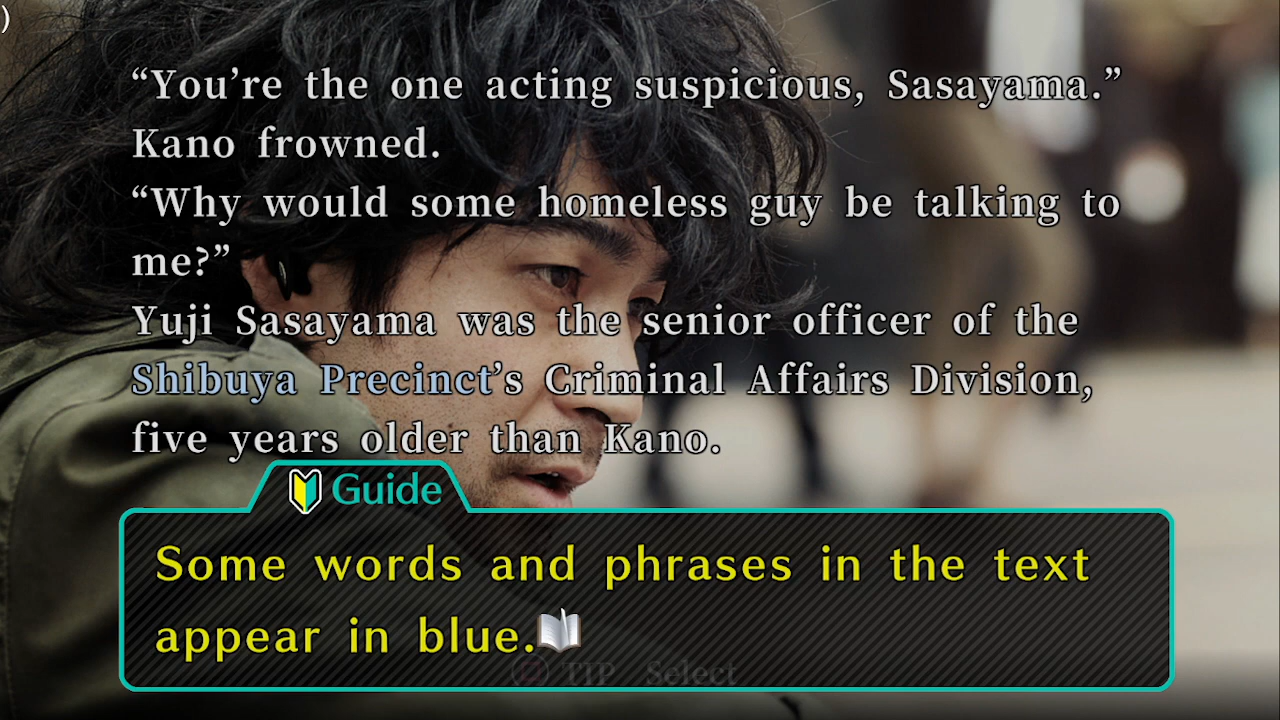 )
“You’re the one acting suspicious, Sasayama.”
Kano frowned.
“Why would some homeless guy be talking to
me?”
Yuji Sasayama was the senior officer of the
Shibuya Precinct’s Criminal Affairs Division,
five years older than Kano.
Guide
Some words and phrases in the text
appear in blue.
TIP Select